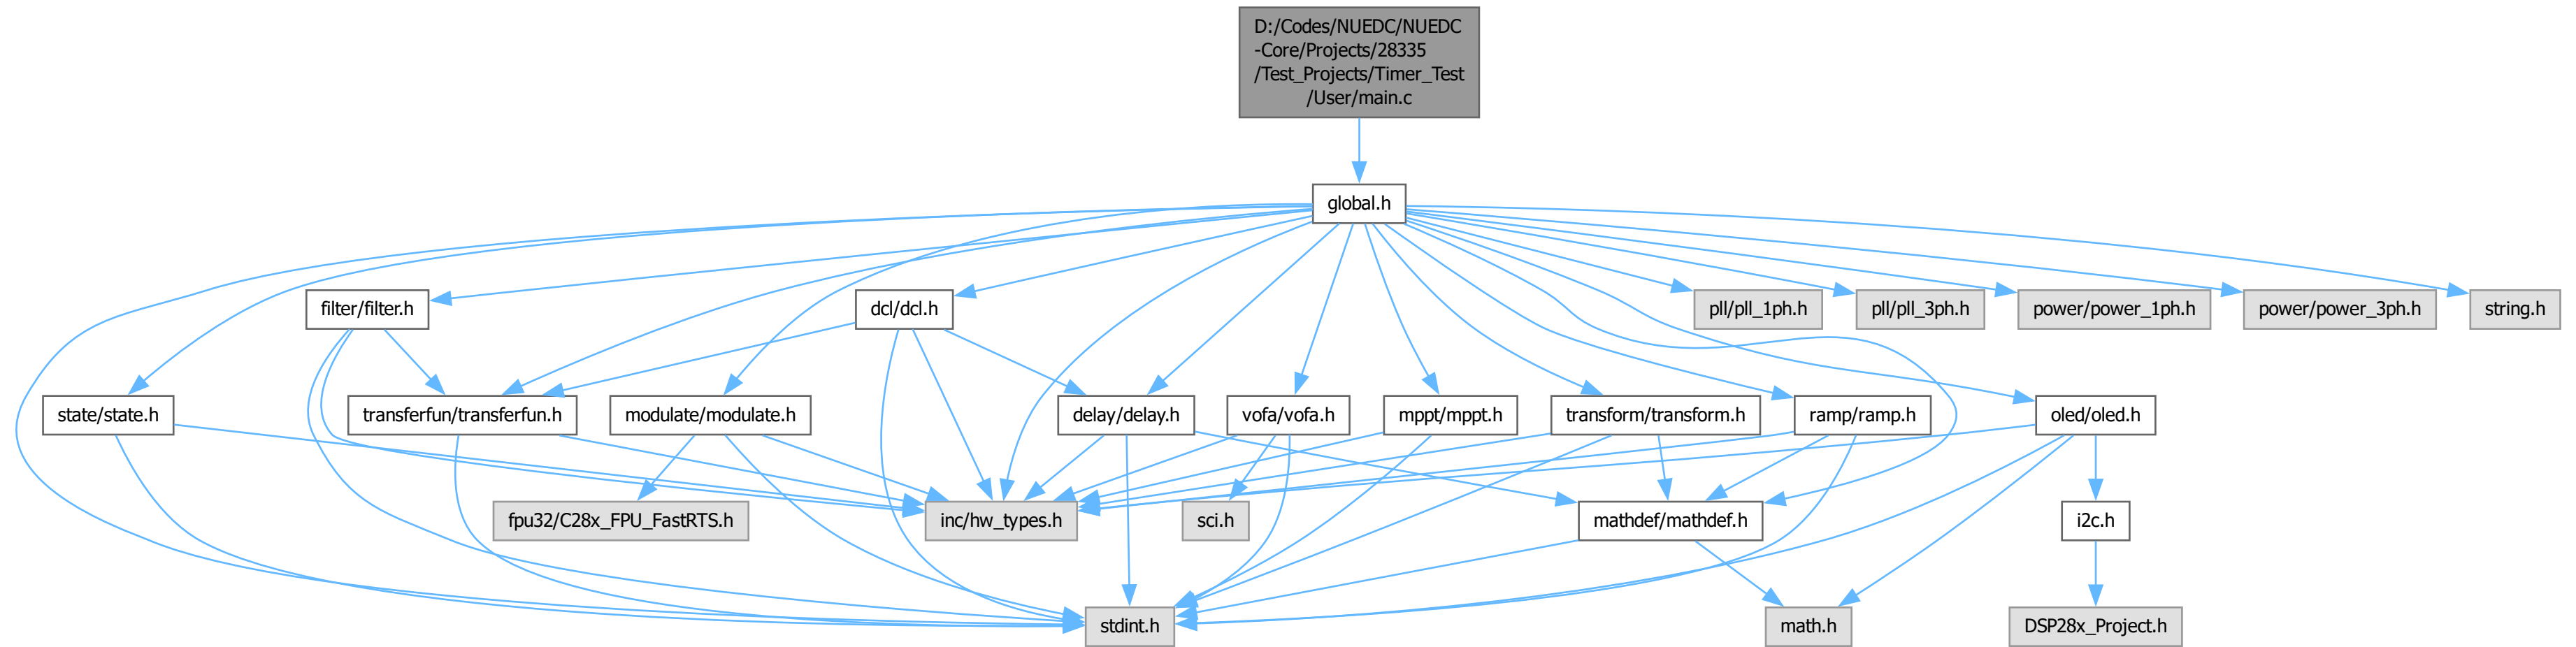 D:/Codes/NUEDC/NUEDC
-Core/Projects/28335
/Test_Projects/Timer_Test
/User/main.c
global.h
filter/filter.h
dcl/dcl.h
pll/pll_1ph.h
pll/pll_3ph.h
power/power_1ph.h
power/power_3ph.h
string.h
state/state.h
transferfun/transferfun.h
modulate/modulate.h
delay/delay.h
vofa/vofa.h
mppt/mppt.h
transform/transform.h
ramp/ramp.h
oled/oled.h
fpu32/C28x_FPU_FastRTS.h
inc/hw_types.h
sci.h
mathdef/mathdef.h
i2c.h
stdint.h
math.h
DSP28x_Project.h